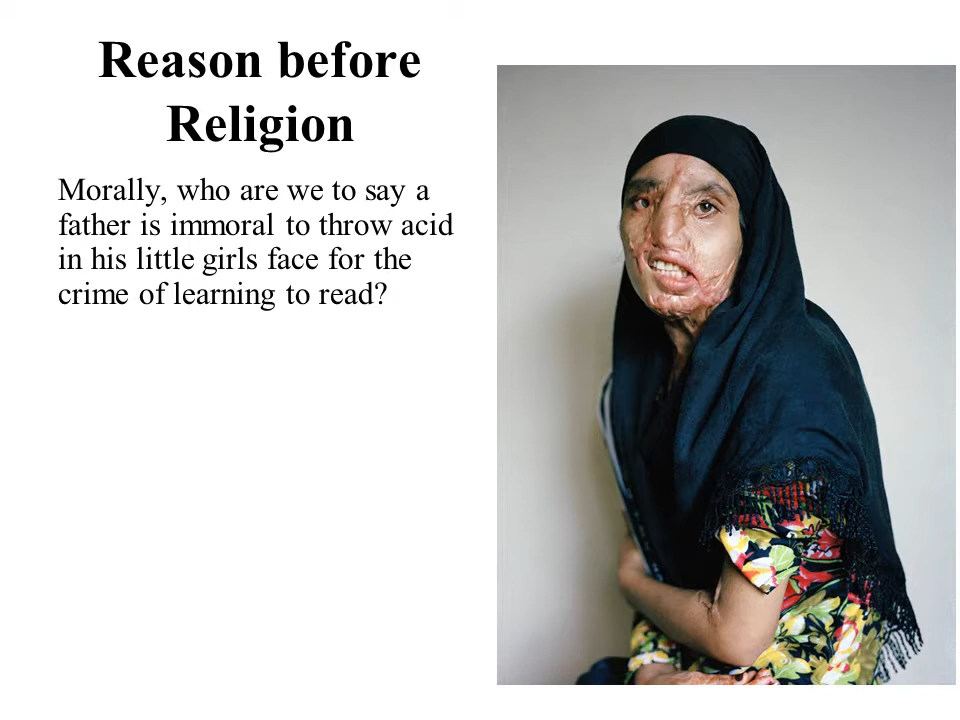 Reason before
Religion
Morally, who are we to say a
father is immoral to throw acid
in his little girls face for the
crime of learning to read?